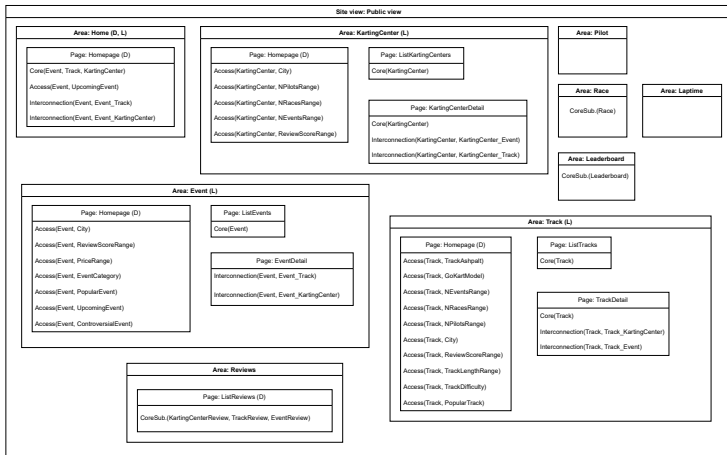 Site view: Public view
Area: Home (D, L)
Page: Homepage (D)
Core(Event, Track, KartingCenter)
Access(Event, UpcomingEvent)
Interconnection(Event, Event_Track)
Interconnection(Event, Event_KartingCenter)
Area: KartingCenter (L)
Page: Homepage (D)
Access(KartingCenter, City)
Access(KartingCenter, NPilotsRange)
Access(KartingCenter, NRacesRange)
Access(KartingCenter, NEventsRange)
Access(KartingCenter, ReviewScoreRange)
Page: ListKartingCenters
Core(KartingCenter)
Page: KartingCenterDetail
Core(KartingCenter)
Interconnection(KartingCenter, KartingCenter_Event)
Interconnection(KartingCenter, KartingCenter_Track)
Area: Pilot
Area: Race
CoreSub.(Race)
Area: Laptime
Area: Leaderboard
CoreSub.(Leaderboard)
Area: Event (L)
Page: Homepage (D)
Access(Event, City)
Access(Event, ReviewScoreRange)
Access(Event, PriceRange)
Access(Event, EventCategory)
Access(Event, PopularEvent)
Access(Event, UpcomingEvent)
Access(Event, ControversialEvent)
Page: ListEvents
Core(Event)
Page: EventDetail
Interconnection(Event, Event_Track)
Interconnection(Event, Event_KartingCenter)
Area: Track (L)
Page: Homepage (D)
Access(Track, TrackAshpalt)
Access(Track, GoKartModel)
Access(Track, NEventsRange)
Access(Track, NRacesRange)
Access(Track, NPilotsRange)
Access(Track, City)
Access(Track, ReviewScoreRange)
Access(Track, TrackLengthRange)
Access(Track, TrackDifficulty)
Access(Track, PopularTrack)
Page: ListTracks
Core(Track)
Page: TrackDetail
Core(Track)
Interconnection(Track, Track_KartingCenter)
Interconnection(Track, Track_Event)
Area: Reviews
Page: ListReviews (D)
CoreSub.(KartingCenterReview, TrackReview, EventReview)